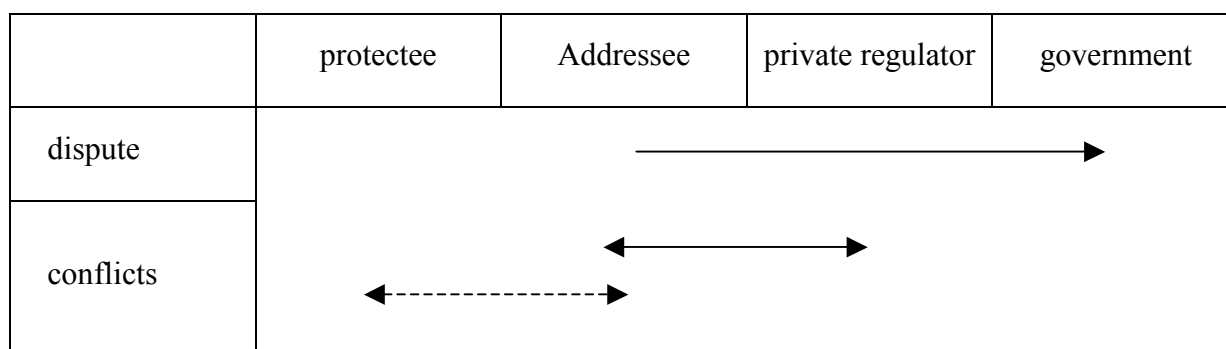 protectee Addressee private regulator government
dispute
conflicts